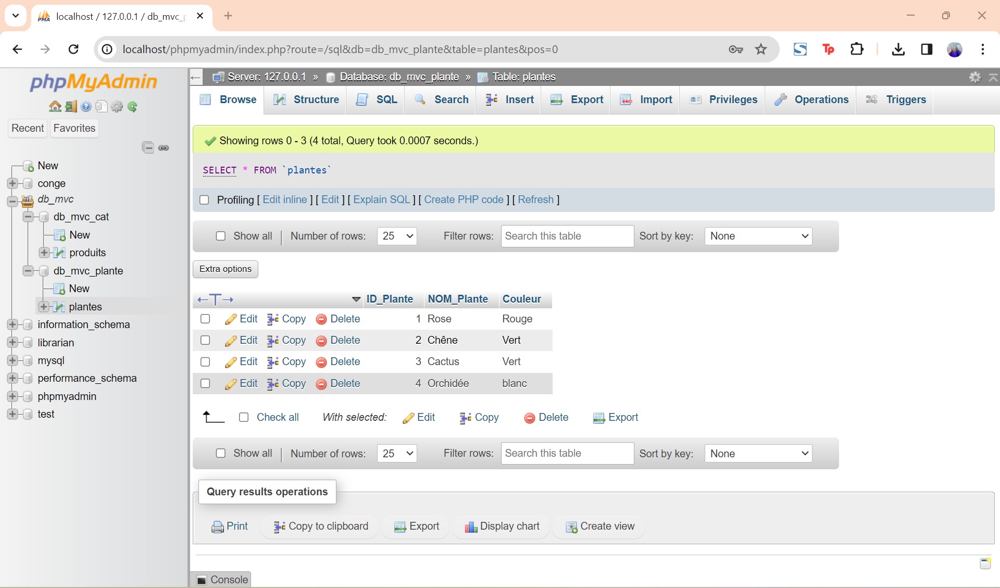 localhost / 127.0.0.1 / db_mvc_p
localhost/phpmyadmin/index.php?route=/sql&db=db_mvc_plante&table=plantes&pos=0
phpMyAdmin
Recent Favorites
New
conge
db_mvc
db_mvc_cat
New
produits
db_mvc_plante
New
plantes
information_schema
librarian
mysql
performance_schema
phpmyadmin
test
Server: 127.0.0.1 » Database: db_mvc_plante » Table: plantes
Browse Structure SQL Search Insert Export Import Privileges Operations Triggers
Showing rows 0 - 3 (4 total, Query took 0.0007 seconds.)
SELECT * FROM `plantes`
Profiling [ Edit inline ] [ Edit ] [ Explain SQL ] [ Create PHP code ] [ Refresh ]
Show all Number of rows: 25 Filter rows: Search this table Sort by key: None
Extra options
←T→ ID_Plante NOM_Plante Couleur
Edit Copy Delete 1 Rose Rouge
Edit Copy Delete 2 Chêne Vert
Edit Copy Delete 3 Cactus Vert
Edit Copy Delete 4 Orchidée blanc
Check all With selected: Edit Copy Delete Export
Show all Number of rows: 25 Filter rows: Search this table Sort by key: None
Query results operations
Print Copy to clipboard Export Display chart Create view
Console